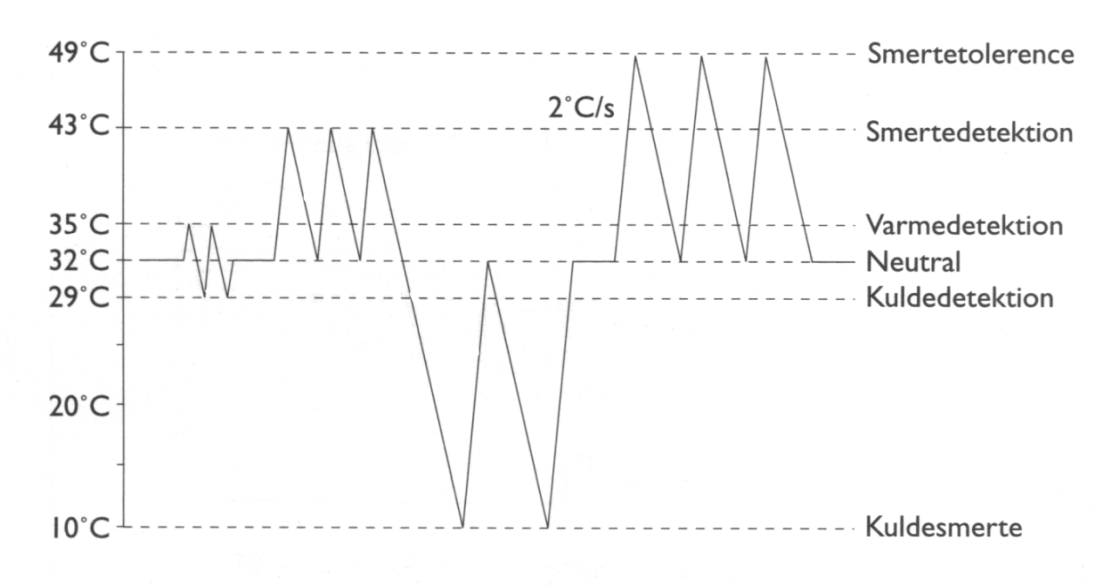 49°C
Smertetolerence
2°C/s
43°C
Smertedetektion
35°C
Varmedetektion
32°C
Neutral
29°C
Kuldedetektion
20°C
10°C
Kuldesmerte